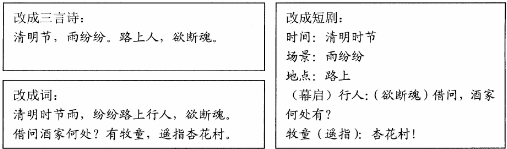 改成三言诗:
清明节，雨纷纷。路上人，欲断魂。
改成词:
清明时节雨，纷纷路上行人，欲断魂。
借问酒家何处？有牧童，遥指杏花村。
改成短剧:
时间：清明时节
场景：雨纷纷
地点：路上
（幕启）行人:（欲断魂）借问，酒家
何处有？
牧童（遥指）：杏花村！